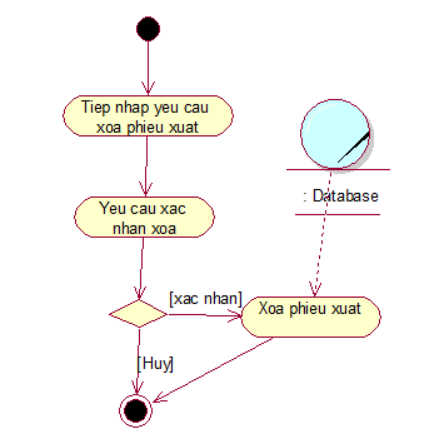 Tiep nhap yeu cau
xoa phieu xuat
Yeu cau xac
nhan xoa
: Database
[xac nhan]
Xoa phieu xuat
[Huy]